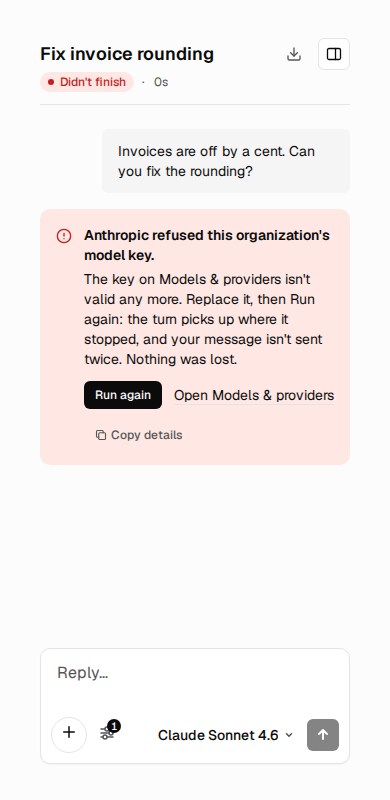 Fix invoice rounding
Didn't finish · 0s
Invoices are off by a cent. Can
you fix the rounding?
Anthropic refused this organization's
model key.
The key on Models & providers isn't
valid any more. Replace it, then Run
again: the turn picks up where it
stopped, and your message isn't sent
twice. Nothing was lost.
Run again
Open Models & providers
Copy details
Reply...
1
Claude Sonnet 4.6